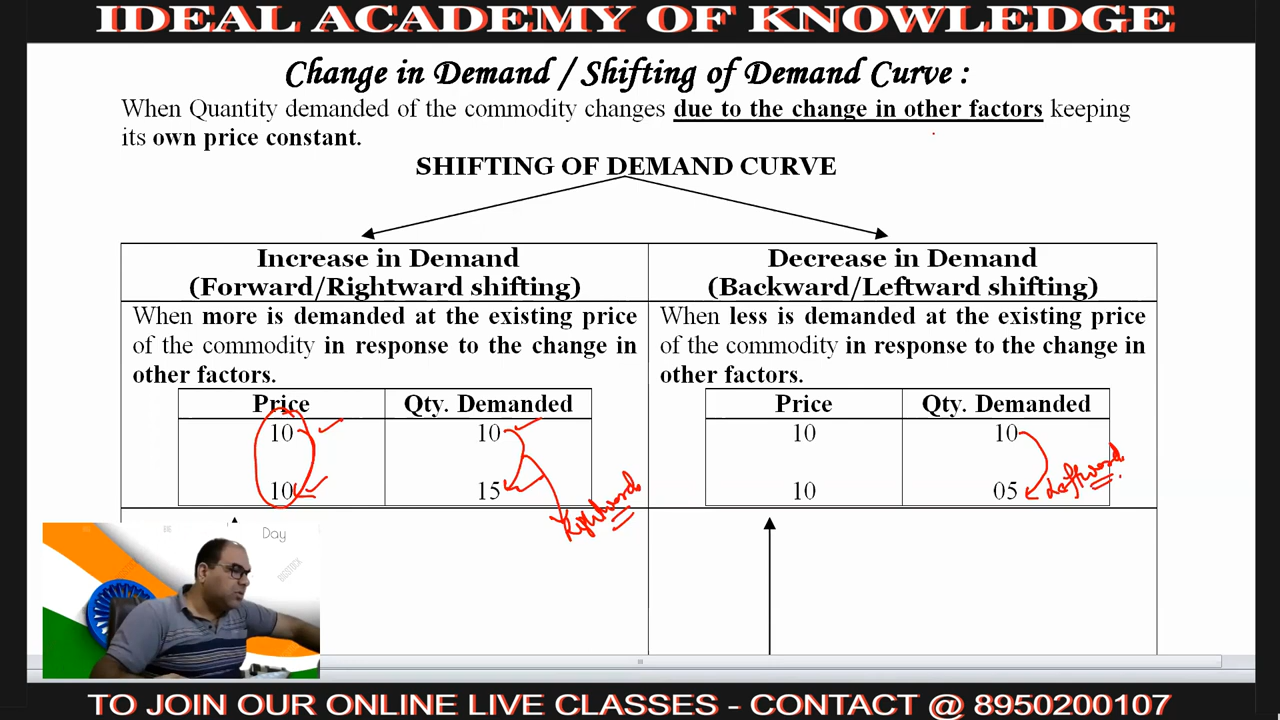 IDEAL ACADEMY OF KNOWLEDGE
Change in Demand / Shifting of Demand Curve :
When Quantity demanded of the commodity changes due to the change in other factors keeping
its own price constant.
SHIFTING OF DEMAND CURVE
Increase in Demand
(Forward/Rightward shifting)
When more is demanded at the existing price
of the commodity in response to the change in
other factors.
Price Qty. Demanded
10 10
10 15
Rightward
Decrease in Demand
(Backward/Leftward shifting)
When less is demanded at the existing price
of the commodity in response to the change in
other factors.
Price Qty. Demanded
10 10
10 05
Leftward
Day
BIGSTOCK
TO JOIN OUR ONLINE LIVE CLASSES - CONTACT @ 8950200107